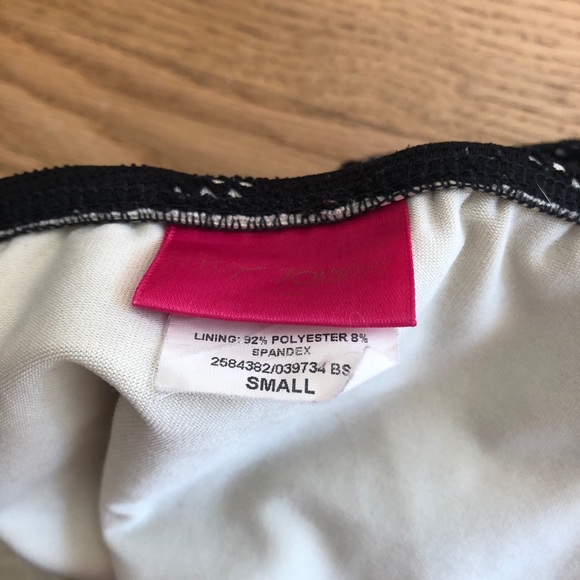 LINING: 92% POLYESTER 8%
SPANDEX
2584382/039734 BS
SMALL